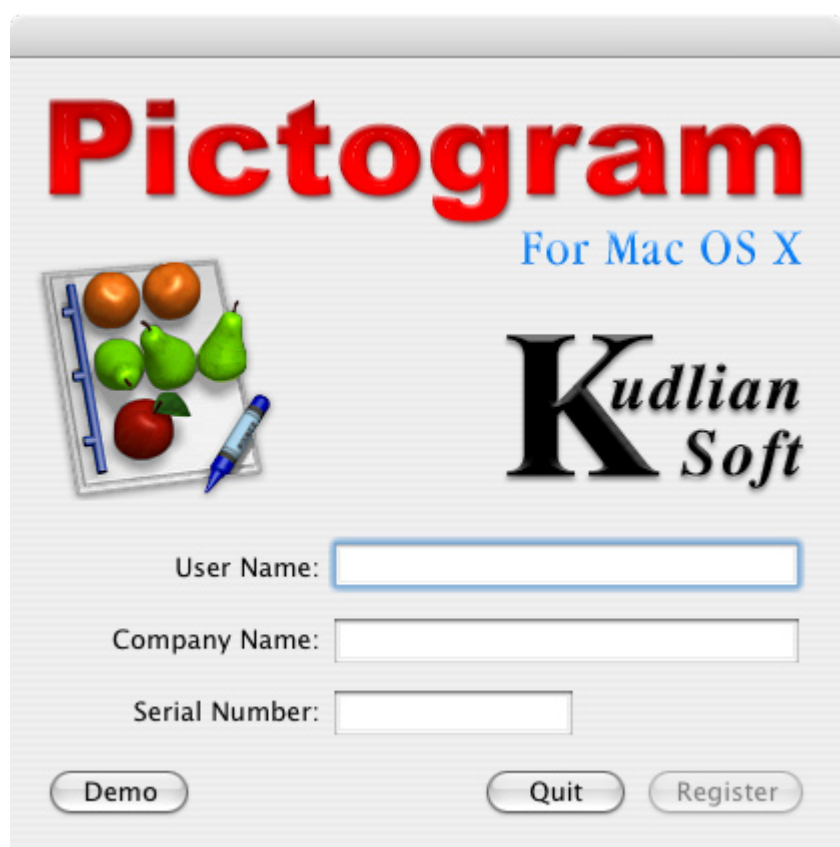 Pictogram
For Mac OS X
Kudlian
Soft
User Name:
Company Name:
Serial Number:
Demo Quit Register